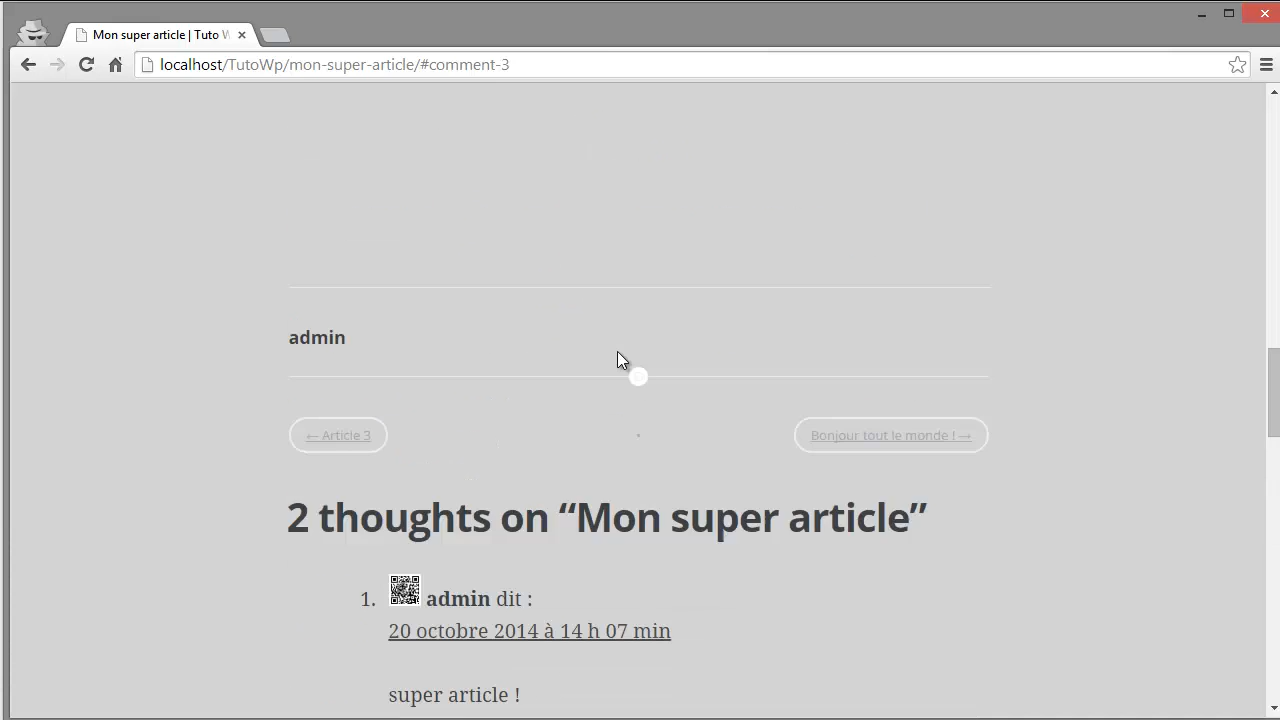 Mon super article | Tuto W
localhost/TutoWp/mon-super-article/#comment-3
admin
← Article 3
Bonjour tout le monde ! →
2 thoughts on “Mon super article”
1. admin dit :
20 octobre 2014 à 14 h 07 min
super article !